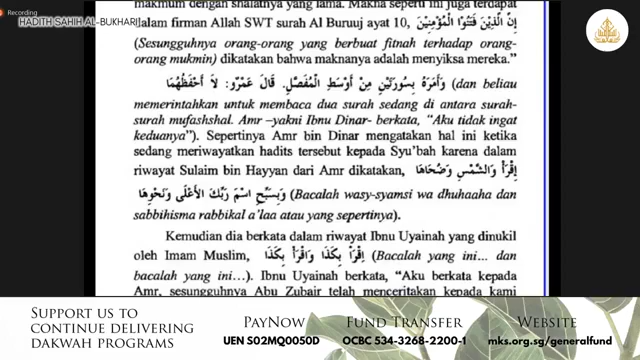 Recording
HADITH SAHIH AL-BUKHARI
makmum dengan shalatnya yang lama. Makna seperti ini juga terdapat
dalam firman Allah SWT surah Al Buruuj ayat 10, إِنَّ الَّذِيْنَ فَتَنُوْا الْمُؤْمِنِيْنَ
(Sesungguhnya orang-orang yang berbuat fitnah terhadap orang-
orang mukmin) dikatakan bahwa maknanya adalah menyiksa mereka."
وَأَمَرَهُ بِسُوْرَتَيْنِ مِنْ أَوْسَطِ الْمُفَصَّلِ. قَالَ عَمْرٌو: لاَ أَحْفَظُهُمَا (dan beliau
memerintahkan untuk membaca dua surah sedang di antara surah-
surah mufashshal. Amr –yakni Ibnu Dinar- berkata, "Aku tidak ingat
keduanya"). Sepertinya Amr bin Dinar mengatakan hal ini ketika
sedang meriwayatkan hadits tersebut kepada Syu'bah karena dalam
riwayat Sulaim bin Hayyan dari Amr dikatakan, اِقْرَأْ وَالشَّمْسِ وَضُحَاهَا
وَبِسَبِّحِ اسْمَ رَبِّكَ الأَعْلَى وَنَحْوِهَا (Bacalah wasy-syamsi wa dhuhaaha dan
sabbihisma rabbikal a'laa atau yang sepertinya).
Kemudian dia berkata dalam riwayat Ibnu Uyainah yang dinukil
oleh Imam Muslim, اِقْرَأْ بِكَذَا وَاقْرَأْ بِكَذَا (Bacalah yang ini... dan
bacalah yang ini...). Ibnu Uyainah berkata, "Aku berkata kepada
Amr, sesungguhnya Abu Zubair telah menceritakan kepada kami
SUPPORT US TO
CONTINUE DELIVERING
DAKWAH PROGRAMS
PAYNOW
UEN S02MQ0050D
FUND TRANSFER
OCBC 534-3268-2200-1
WEBSITE
mks.org.sg/generalfund